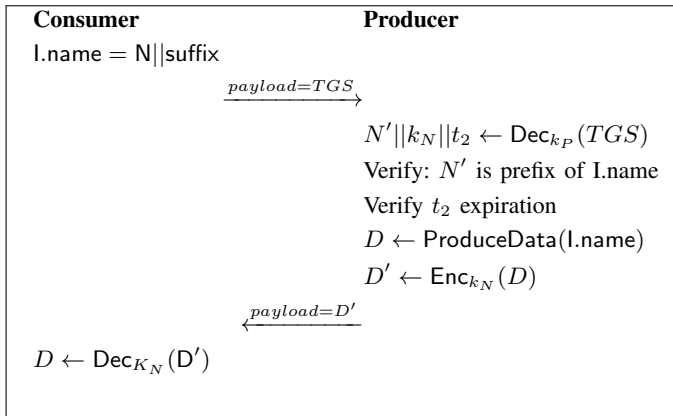 Consumer Producer
I.name = N||suffix
payload=TGS
N′||k_N||t_2 ← Dec_{k_P}(TGS)
Verify: N′ is prefix of I.name
Verify t_2 expiration
D ← ProduceData(I.name)
D′ ← Enc_{k_N}(D)
payload=D′
D ← Dec_{K_N}(D′)